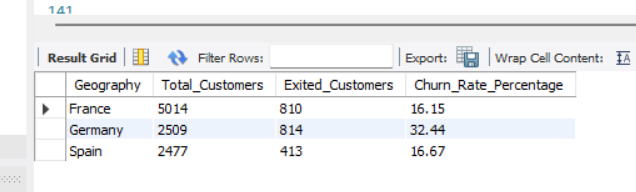 141
Result Grid Filter Rows: Export: Wrap Cell Content: IA
Geography Total_Customers Exited_Customers Churn_Rate_Percentage
France 5014 810 16.15
Germany 2509 814 32.44
Spain 2477 413 16.67